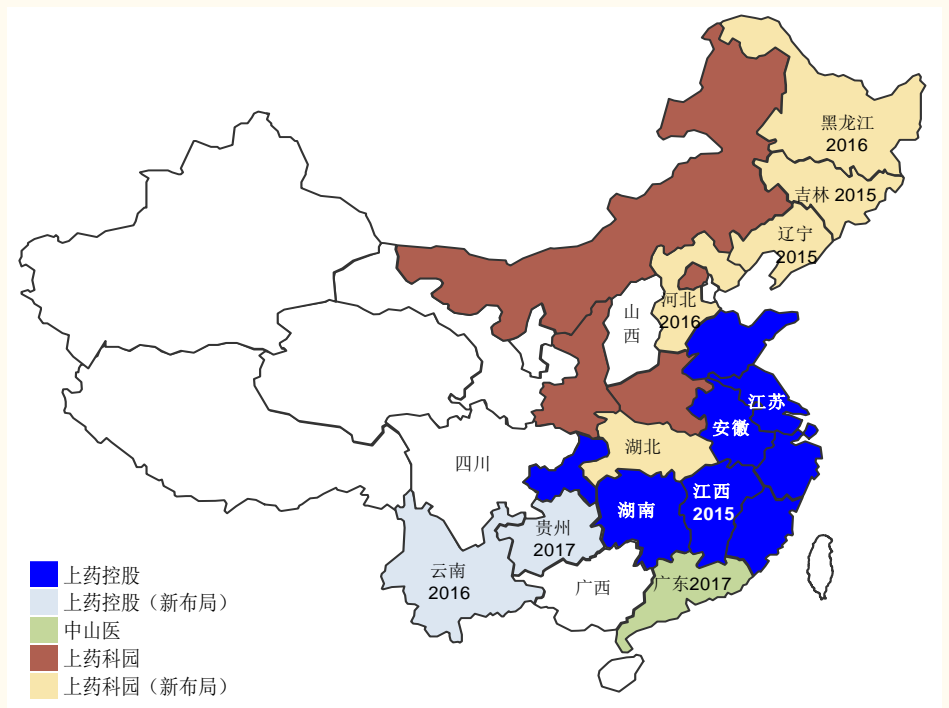 黑龙江
2016
吉林 2015
辽宁
2015
河北
2016
山
西
江苏
安徽
湖北
四川
江西
2015
湖南
贵州
2017
云南
2016
广西
广东2017
上药控股
上药控股（新布局）
中山医
上药科园
上药科园（新布局）